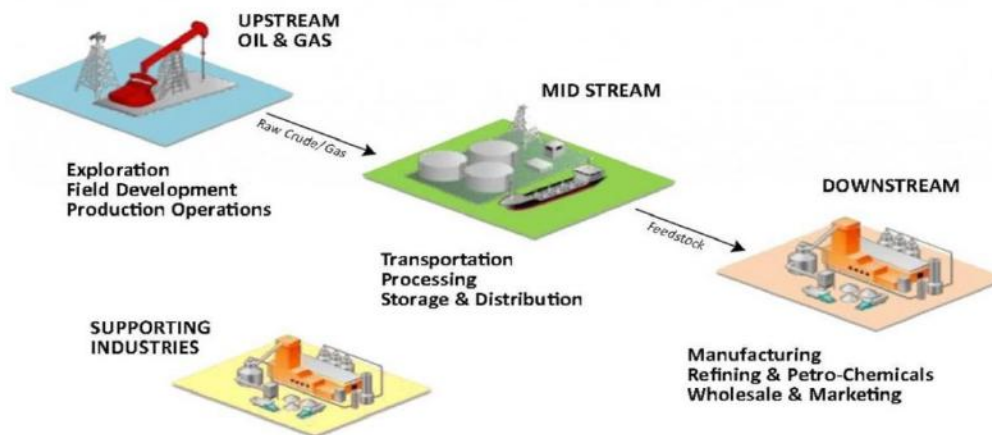 UPSTREAM
OIL & GAS
Raw Crude/Gas
Exploration
Field Development
Production Operations
MID STREAM
Transportation
Processing
Storage & Distribution
Feedstock
DOWNSTREAM
Manufacturing
Refining & Petro-Chemicals
Wholesale & Marketing
SUPPORTING
INDUSTRIES